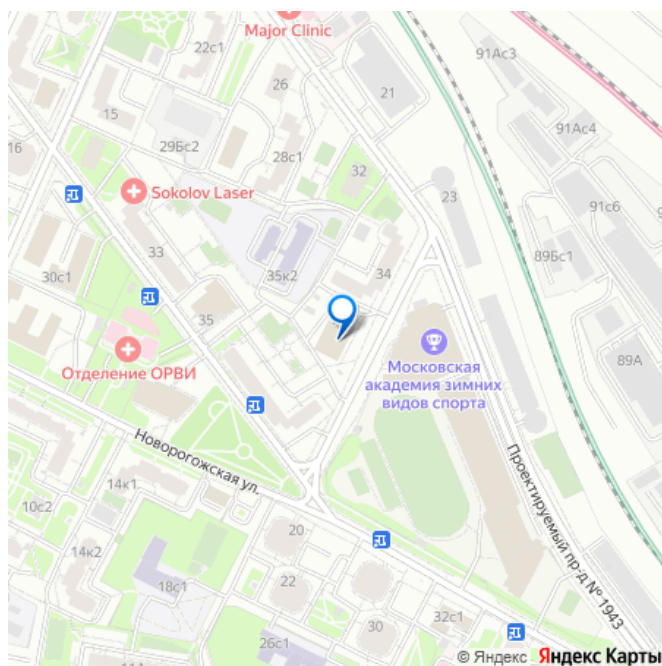 Major Clinic
22с1
91Ас3
26
21
15
91Ас4
29Бс2
16
28с1
32
Sokolov Laser
23
91с6
33
89Бс1
30с1
35к2
34
35
89А
Московская
академия зимних
видов спорта
Отделение ОРВИ
Новорогожская ул.
Проектируемый пр-д № 1943
14к1
10с2
20
14к2
22
18с1
32с1
30
26с1
© Яндекс Яндекс Карты